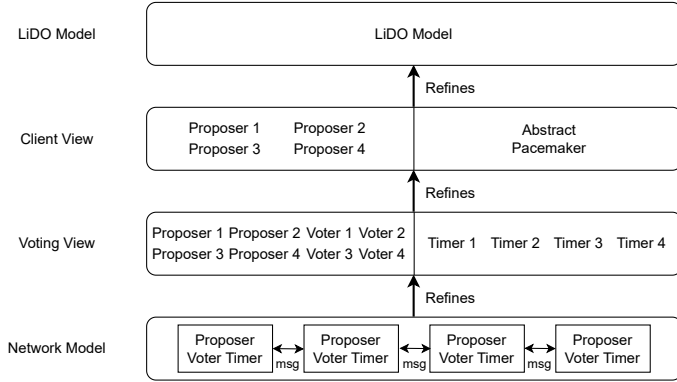 LiDO Model
LiDO Model
Refines
Client View
Proposer 1 Proposer 2
Proposer 3 Proposer 4
Abstract
Pacemaker
Refines
Voting View
Proposer 1 Proposer 2 Voter 1 Voter 2
Proposer 3 Proposer 4 Voter 3 Voter 4
Timer 1 Timer 2 Timer 3 Timer 4
Refines
Network Model
Proposer
Voter Timer
msg
Proposer
Voter Timer
msg
Proposer
Voter Timer
msg
Proposer
Voter Timer